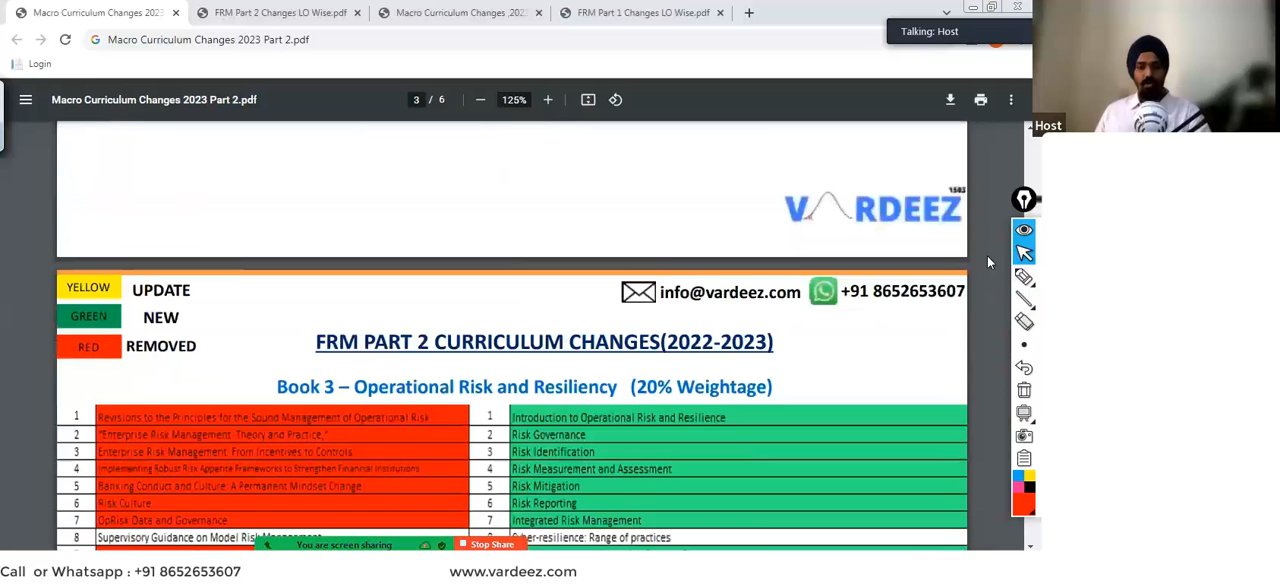 Macro Curriculum Changes 202
FRM Part 2 Changes LO Wise.pdf
Macro Curriculum Changes ,202
FRM Part 1 Changes LO Wise.pdf
Talking: Host
Macro Curriculum Changes 2023 Part 2.pdf
Login
Macro Curriculum Changes 2023 Part 2.pdf
3 / 6
125%
Host
1583
VARDEEZ
YELLOW UPDATE
info@vardeez.com +91 8652653607
GREEN NEW
FRM PART 2 CURRICULUM CHANGES(2022-2023)
RED REMOVED
Book 3 – Operational Risk and Resiliency (20% Weightage)
1 Revisions to the Principles for the Sound Management of Operational Risk 1 Introduction to Operational Risk and Resilience
2 "Enterprise Risk Management: Theory and Practice," 2 Risk Governance
3 Enterprise Risk Management: From Incentives to Controls 3 Risk Identification
4 Implementing Robust Risk Appetite Frameworks to Strengthen Financial Institutions 4 Risk Measurement and Assessment
5 Banking Conduct and Culture: A Permanent Mindset Change 5 Risk Mitigation
6 Risk Culture 6 Risk Reporting
7 OpRisk Data and Governance 7 Integrated Risk Management
8 Supervisory Guidance on Model Risk resilience: Range of practices
You are screen sharing Stop Share
Call or Whatsapp : +91 8652653607 www.vardeez.com